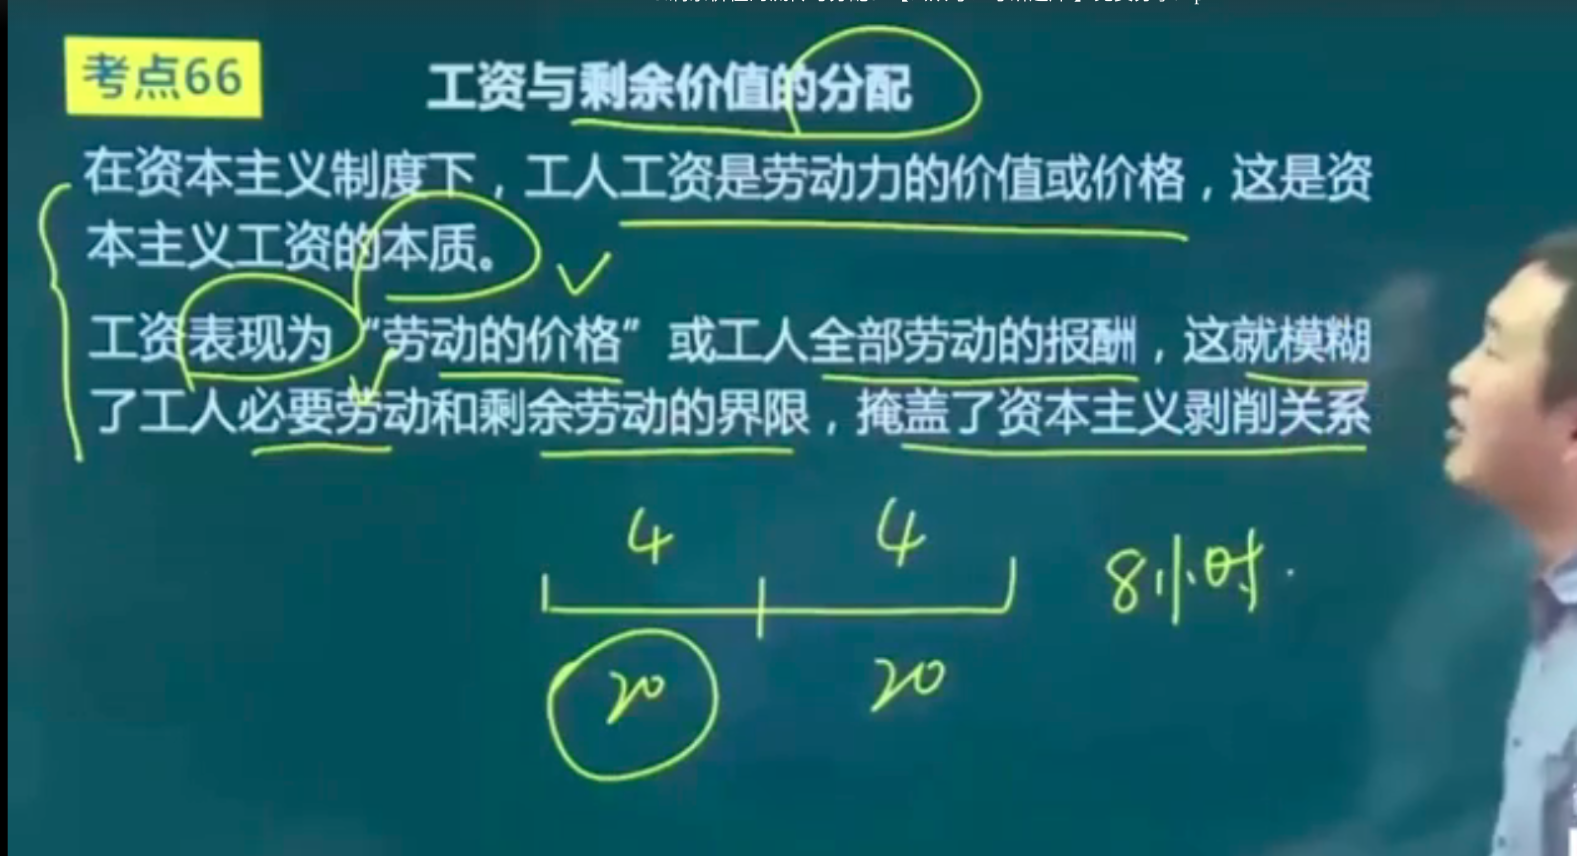 考点66
工资与剩余价值的分配
在资本主义制度下，工人工资是劳动力的价值或价格，这是资
本主义工资的本质。
工资表现为“劳动的价格”或工人全部劳动的报酬，这就模糊
了工人必要劳动和剩余劳动的界限，掩盖了资本主义剥削关系
4 4 8小时.
20 20